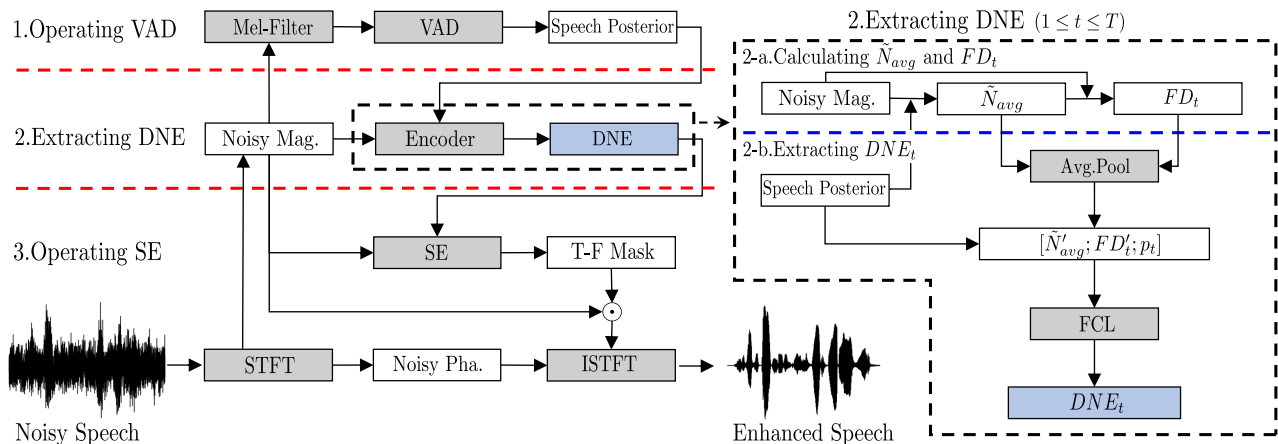 1.Operating VAD
Mel-Filter
VAD
Speech Posterior
2.Extracting DNE
Noisy Mag.
Encoder
DNE
3.Operating SE
SE
T-F Mask
⊙
STFT
Noisy Pha.
ISTFT
Noisy Speech
Enhanced Speech
2.Extracting DNE (1 ≤ t ≤ T)
2-a.Calculating Ñ_avg and FD_t
Noisy Mag.
Ñ_avg
FD_t
2-b.Extracting DNE_t
Avg.Pool
Speech Posterior
[Ñ′_avg; FD′_t; p_t]
FCL
DNE_t